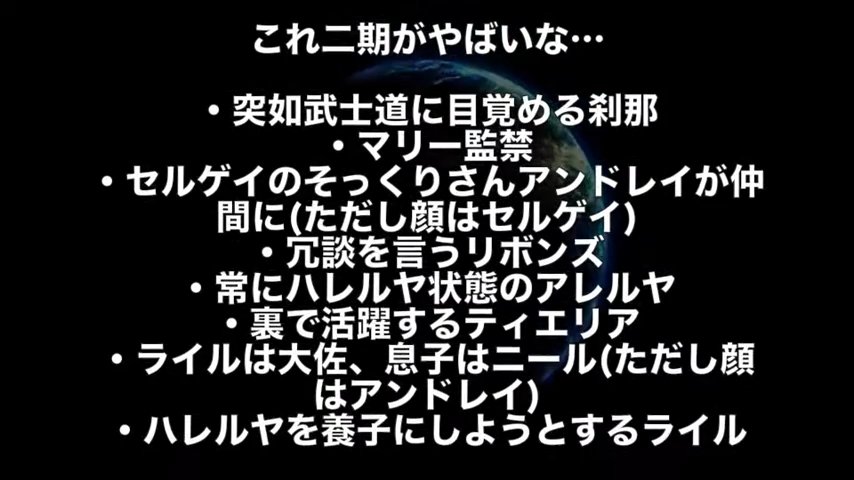 これ二期がやばいな…
・突如武士道に目覚める刹那
・マリー監禁
・セルゲイのそっくりさんアンドレイが仲
間に(ただし顔はセルゲイ)
・冗談を言うリボンズ
・常にハレルヤ状態のアレルヤ
・裏で活躍するティエリア
・ライルは大佐、息子はニール(ただし顔
はアンドレイ)
・ハレルヤを養子にしようとするライル